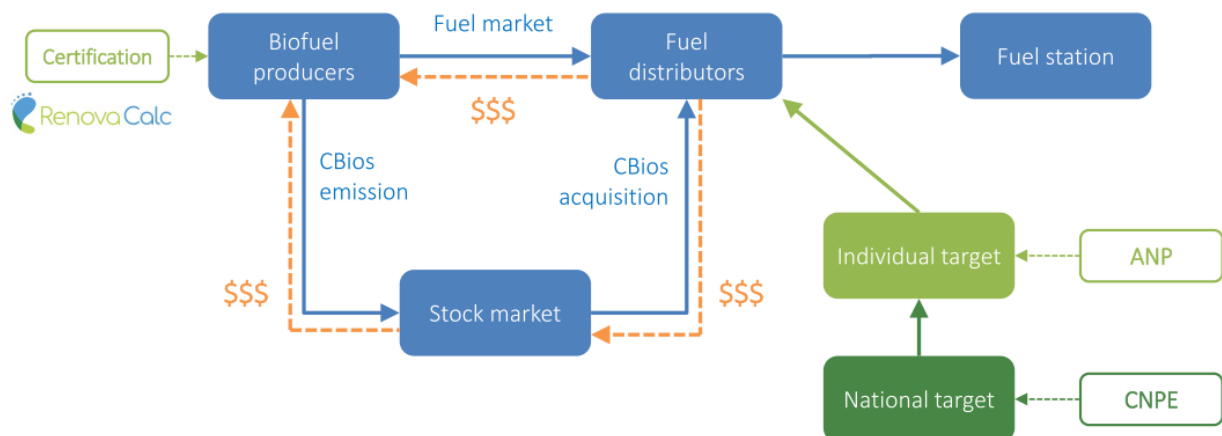 Certification
RenovaCalc
Biofuel
producers
Fuel market
$$$
Fuel
distributors
Fuel station
CBios
emission
CBios
acquisition
$$$
Stock market
$$$
Individual target
ANP
National target
CNPE